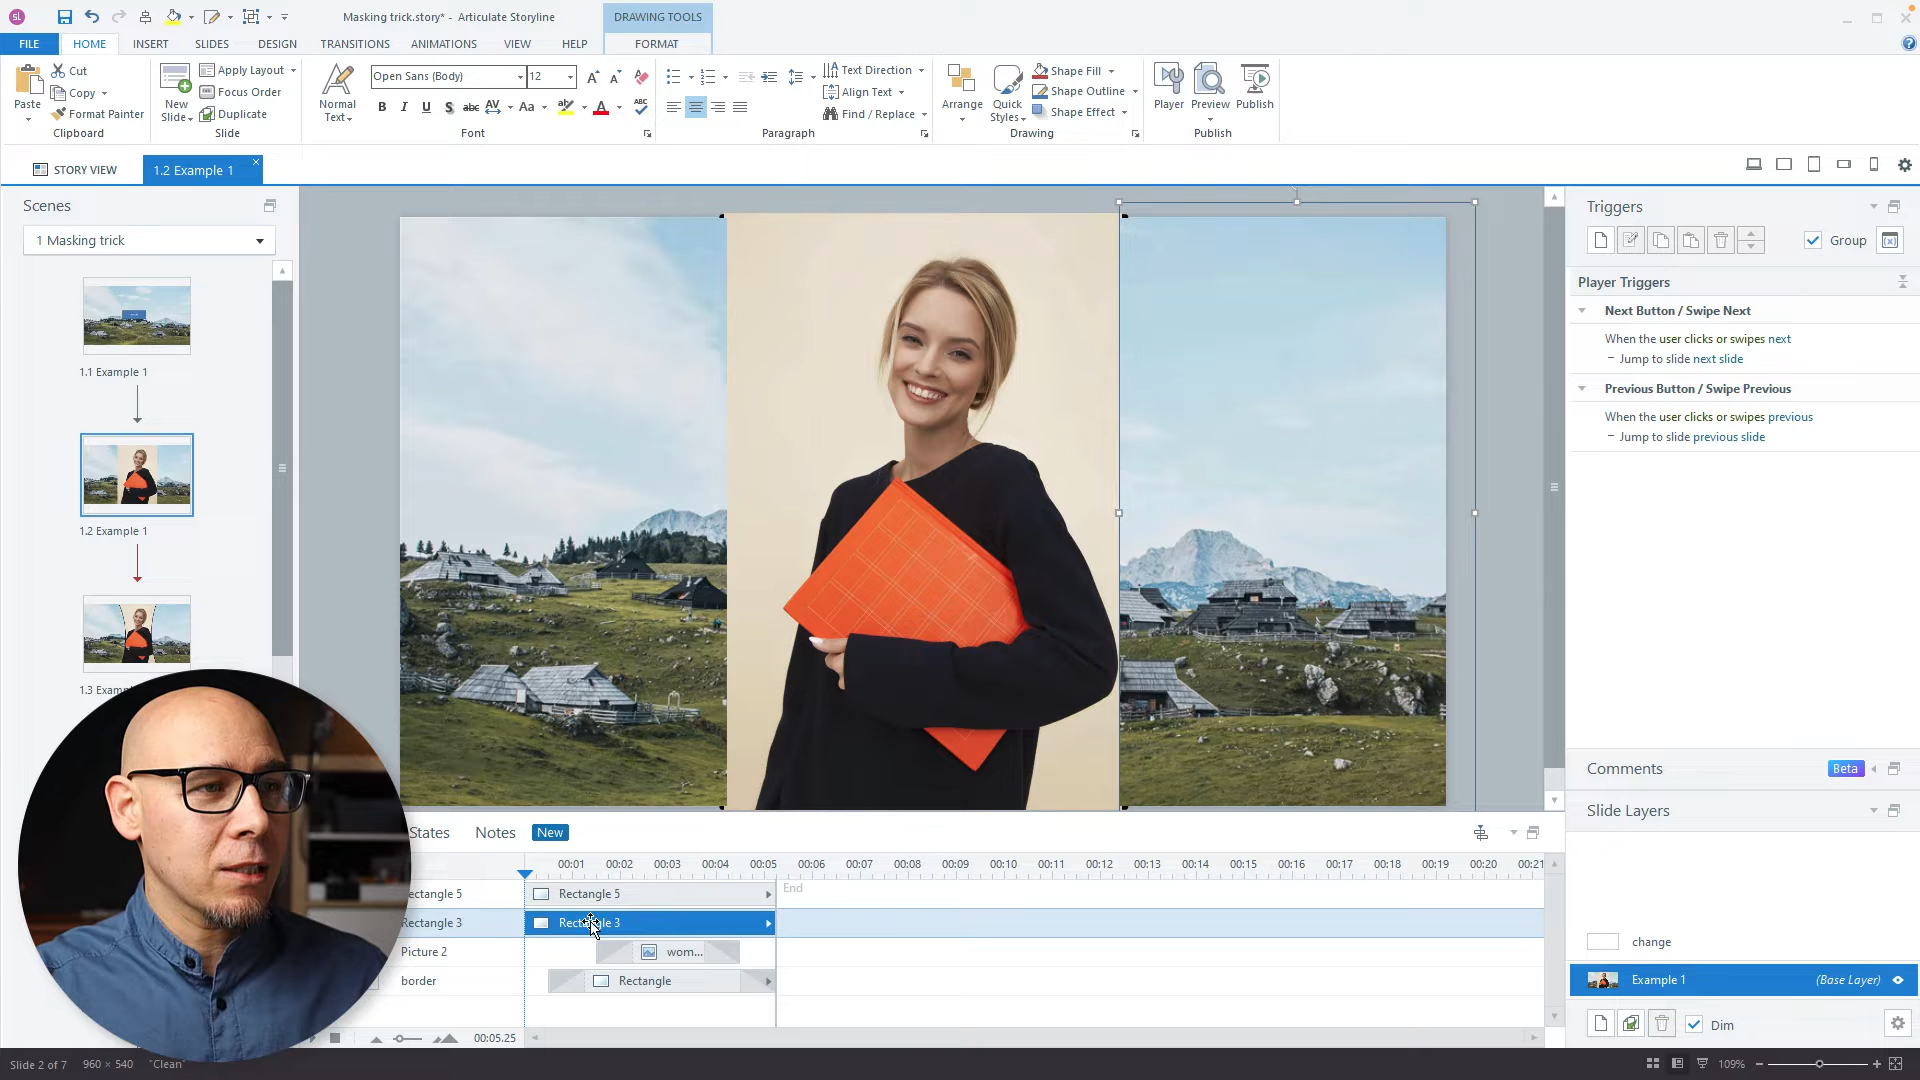 sl
Masking trick.story* - Articulate Storyline
DRAWING TOOLS
FILE HOME INSERT SLIDES DESIGN TRANSITIONS ANIMATIONS VIEW HELP FORMAT
Paste
Cut
Copy
Format Painter
Clipboard
New Slide
Apply Layout
Focus Order
Duplicate
Slide
Normal Text
Open Sans (Body) 12
B I U S abc AV Aa A ABC
Font
Text Direction
Align Text
Find / Replace
Paragraph
Arrange
Quick Styles
Shape Fill
Shape Outline
Shape Effect
Drawing
Player
Preview
Publish
Publish
STORY VIEW
1.2 Example 1
Scenes
1 Masking trick
1.1 Example 1
1.2 Example 1
1.3 Exam
Triggers
Group
Player Triggers
Next Button / Swipe Next
When the user clicks or swipes next
Jump to slide next slide
Previous Button / Swipe Previous
When the user clicks or swipes previous
Jump to slide previous slide
Comments Beta
Slide Layers
change
Example 1 (Base Layer)
Dim
States Notes New
00:01 00:02 00:03 00:04 00:05 00:06 00:07 00:08 00:09 00:10 00:11 00:12 00:13 00:14 00:15 00:16 00:17 00:18 00:19 00:20 00:21
ectangle 5 Rectangle 5 End
Rectangle 3 Rectangle 3
Picture 2 wom...
border Rectangle
00:05.25
Slide 2 of 7 960 × 540 "Clean" 109%